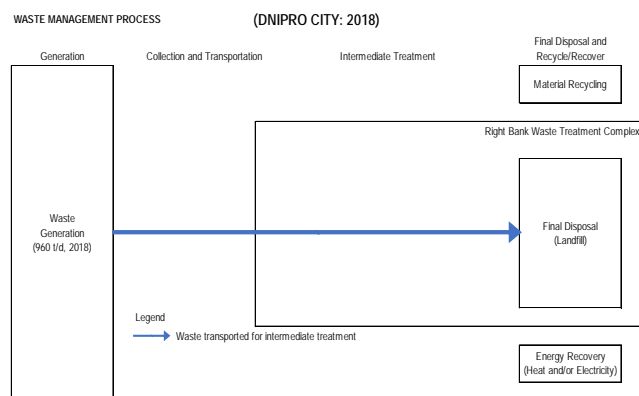 WASTE MANAGEMENT PROCESS
(DNIPRO CITY: 2018)
Generation
Collection and Transportation
Intermediate Treatment
Final Disposal and
Recycle/Recover
Material Recycling
Right Bank Waste Treatment Complex
Waste
Generation
(960 t/d, 2018)
Final Disposal
(Landfill)
Legend
Waste transported for intermediate treatment
Energy Recovery
(Heat and/or Electricity)